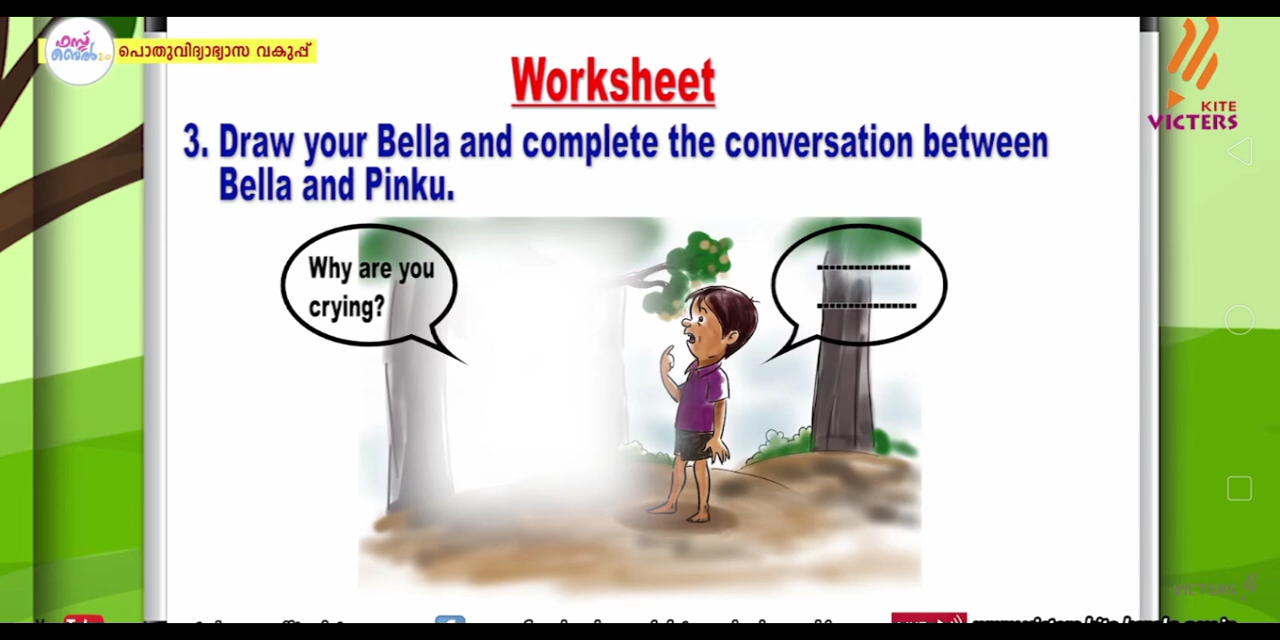 ഫസ്റ്റ്
ബെൽ 2.0
പൊതുവിദ്യാഭ്യാസ വകുപ്പ്
KITE
VICTERS
Worksheet
3. Draw your Bella and complete the conversation between
Bella and Pinku.
Why are you
crying?
VICTERS